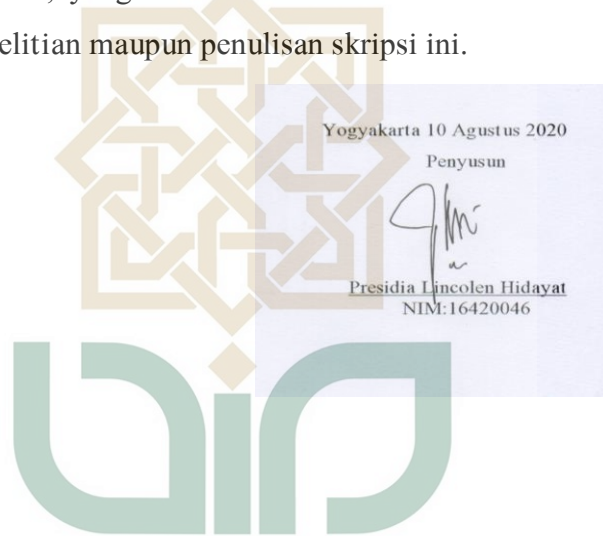 elitian maupun penulisan skripsi ini.
Yogyakarta 10 Agustus 2020
Penyusun
Presidia Lincolen Hidayat
NIM:16420046